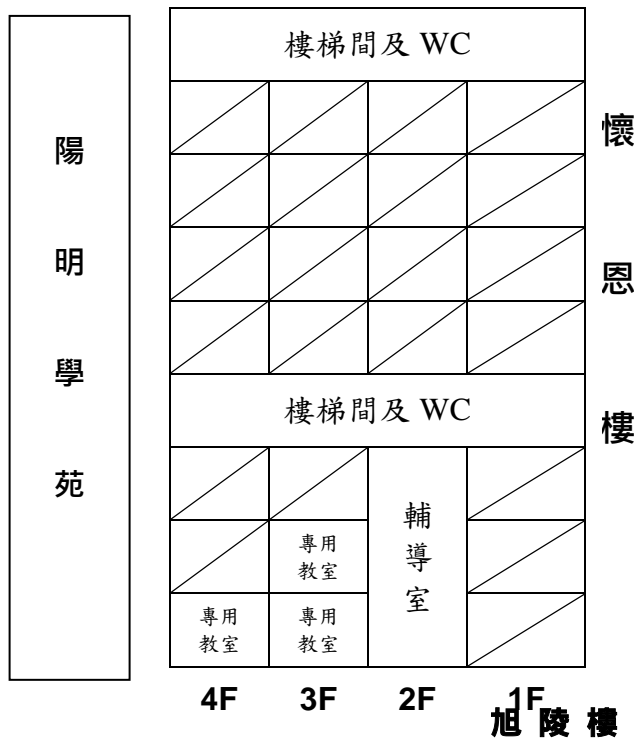 樓梯間及 WC
陽明學苑
懷恩樓
樓梯間及 WC
輔導室
專用
教室
專用
教室
專用
教室
4F 3F 2F 1F
旭陵樓